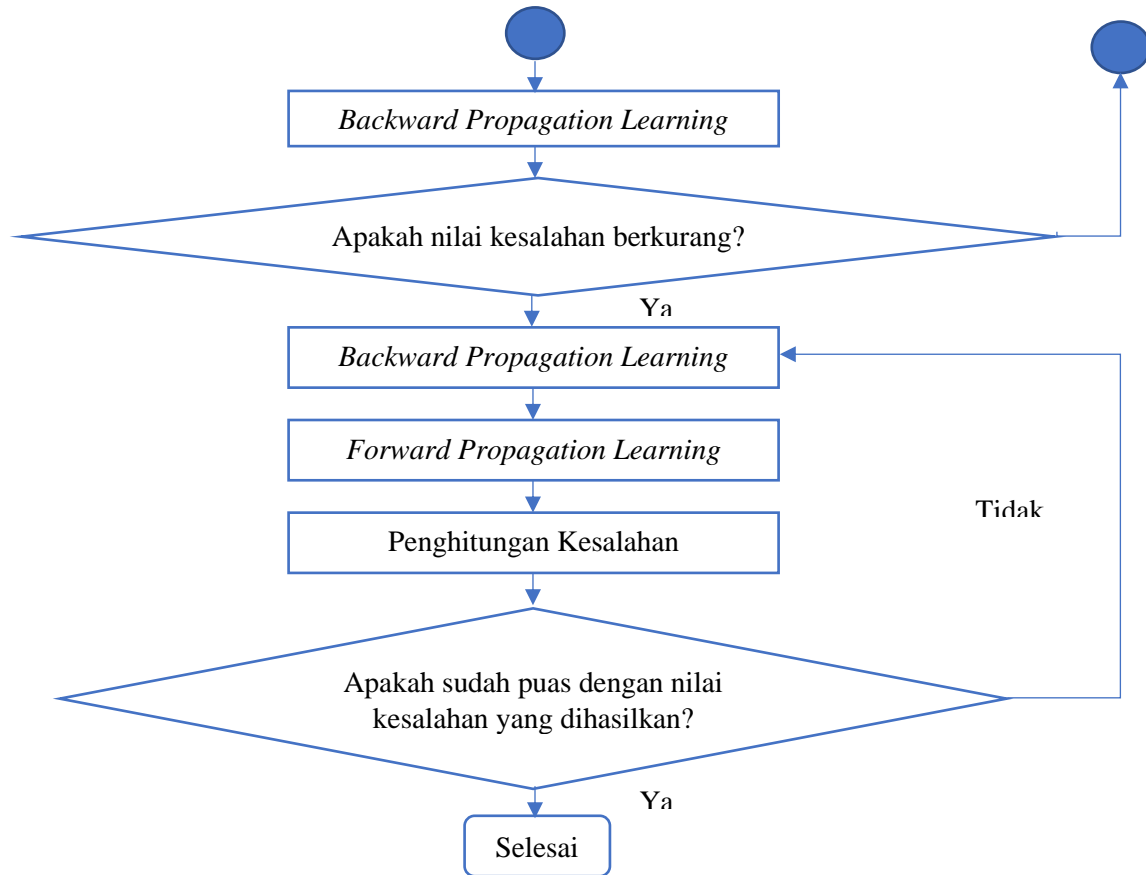 Backward Propagation Learning
Apakah nilai kesalahan berkurang?
Ya
Backward Propagation Learning
Forward Propagation Learning
Tidak
Penghitungan Kesalahan
Apakah sudah puas dengan nilai
kesalahan yang dihasilkan?
Ya
Selesai